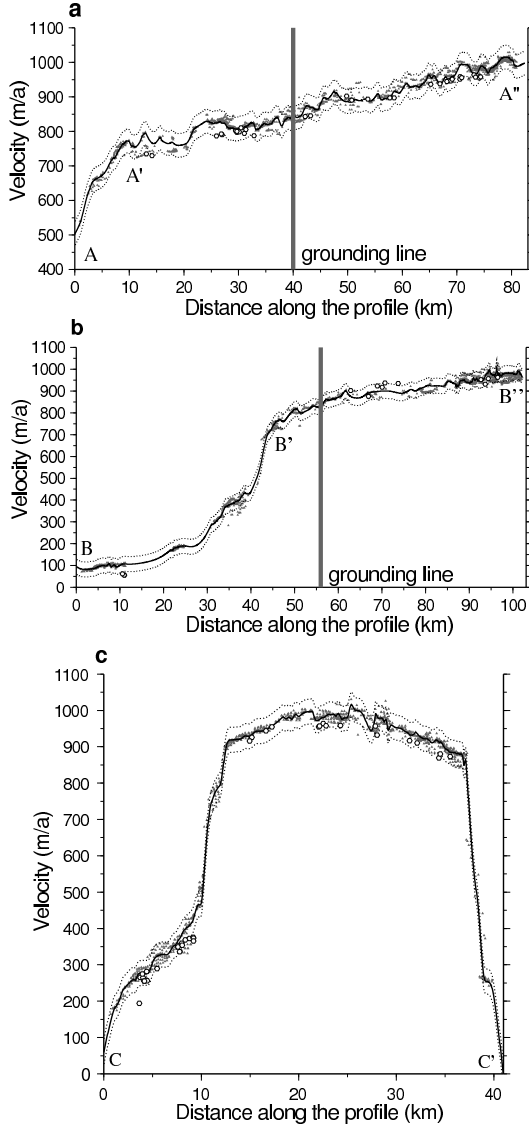 a
1100
1000
900
800
700
600
500
400
Velocity (m/a)
A
A'
A''
grounding line
0 10 20 30 40 50 60 70 80
Distance along the profile (km)
b
1100
1000
900
800
700
600
500
400
300
200
100
0
Velocity (m/a)
B
B'
B''
grounding line
0 10 20 30 40 50 60 70 80 90 100
Distance along the profile (km)
c
1100
1000
900
800
700
600
500
400
300
200
100
0
Velocity (m/a)
C
C'
0 10 20 30 40
Distance along the profile (km)